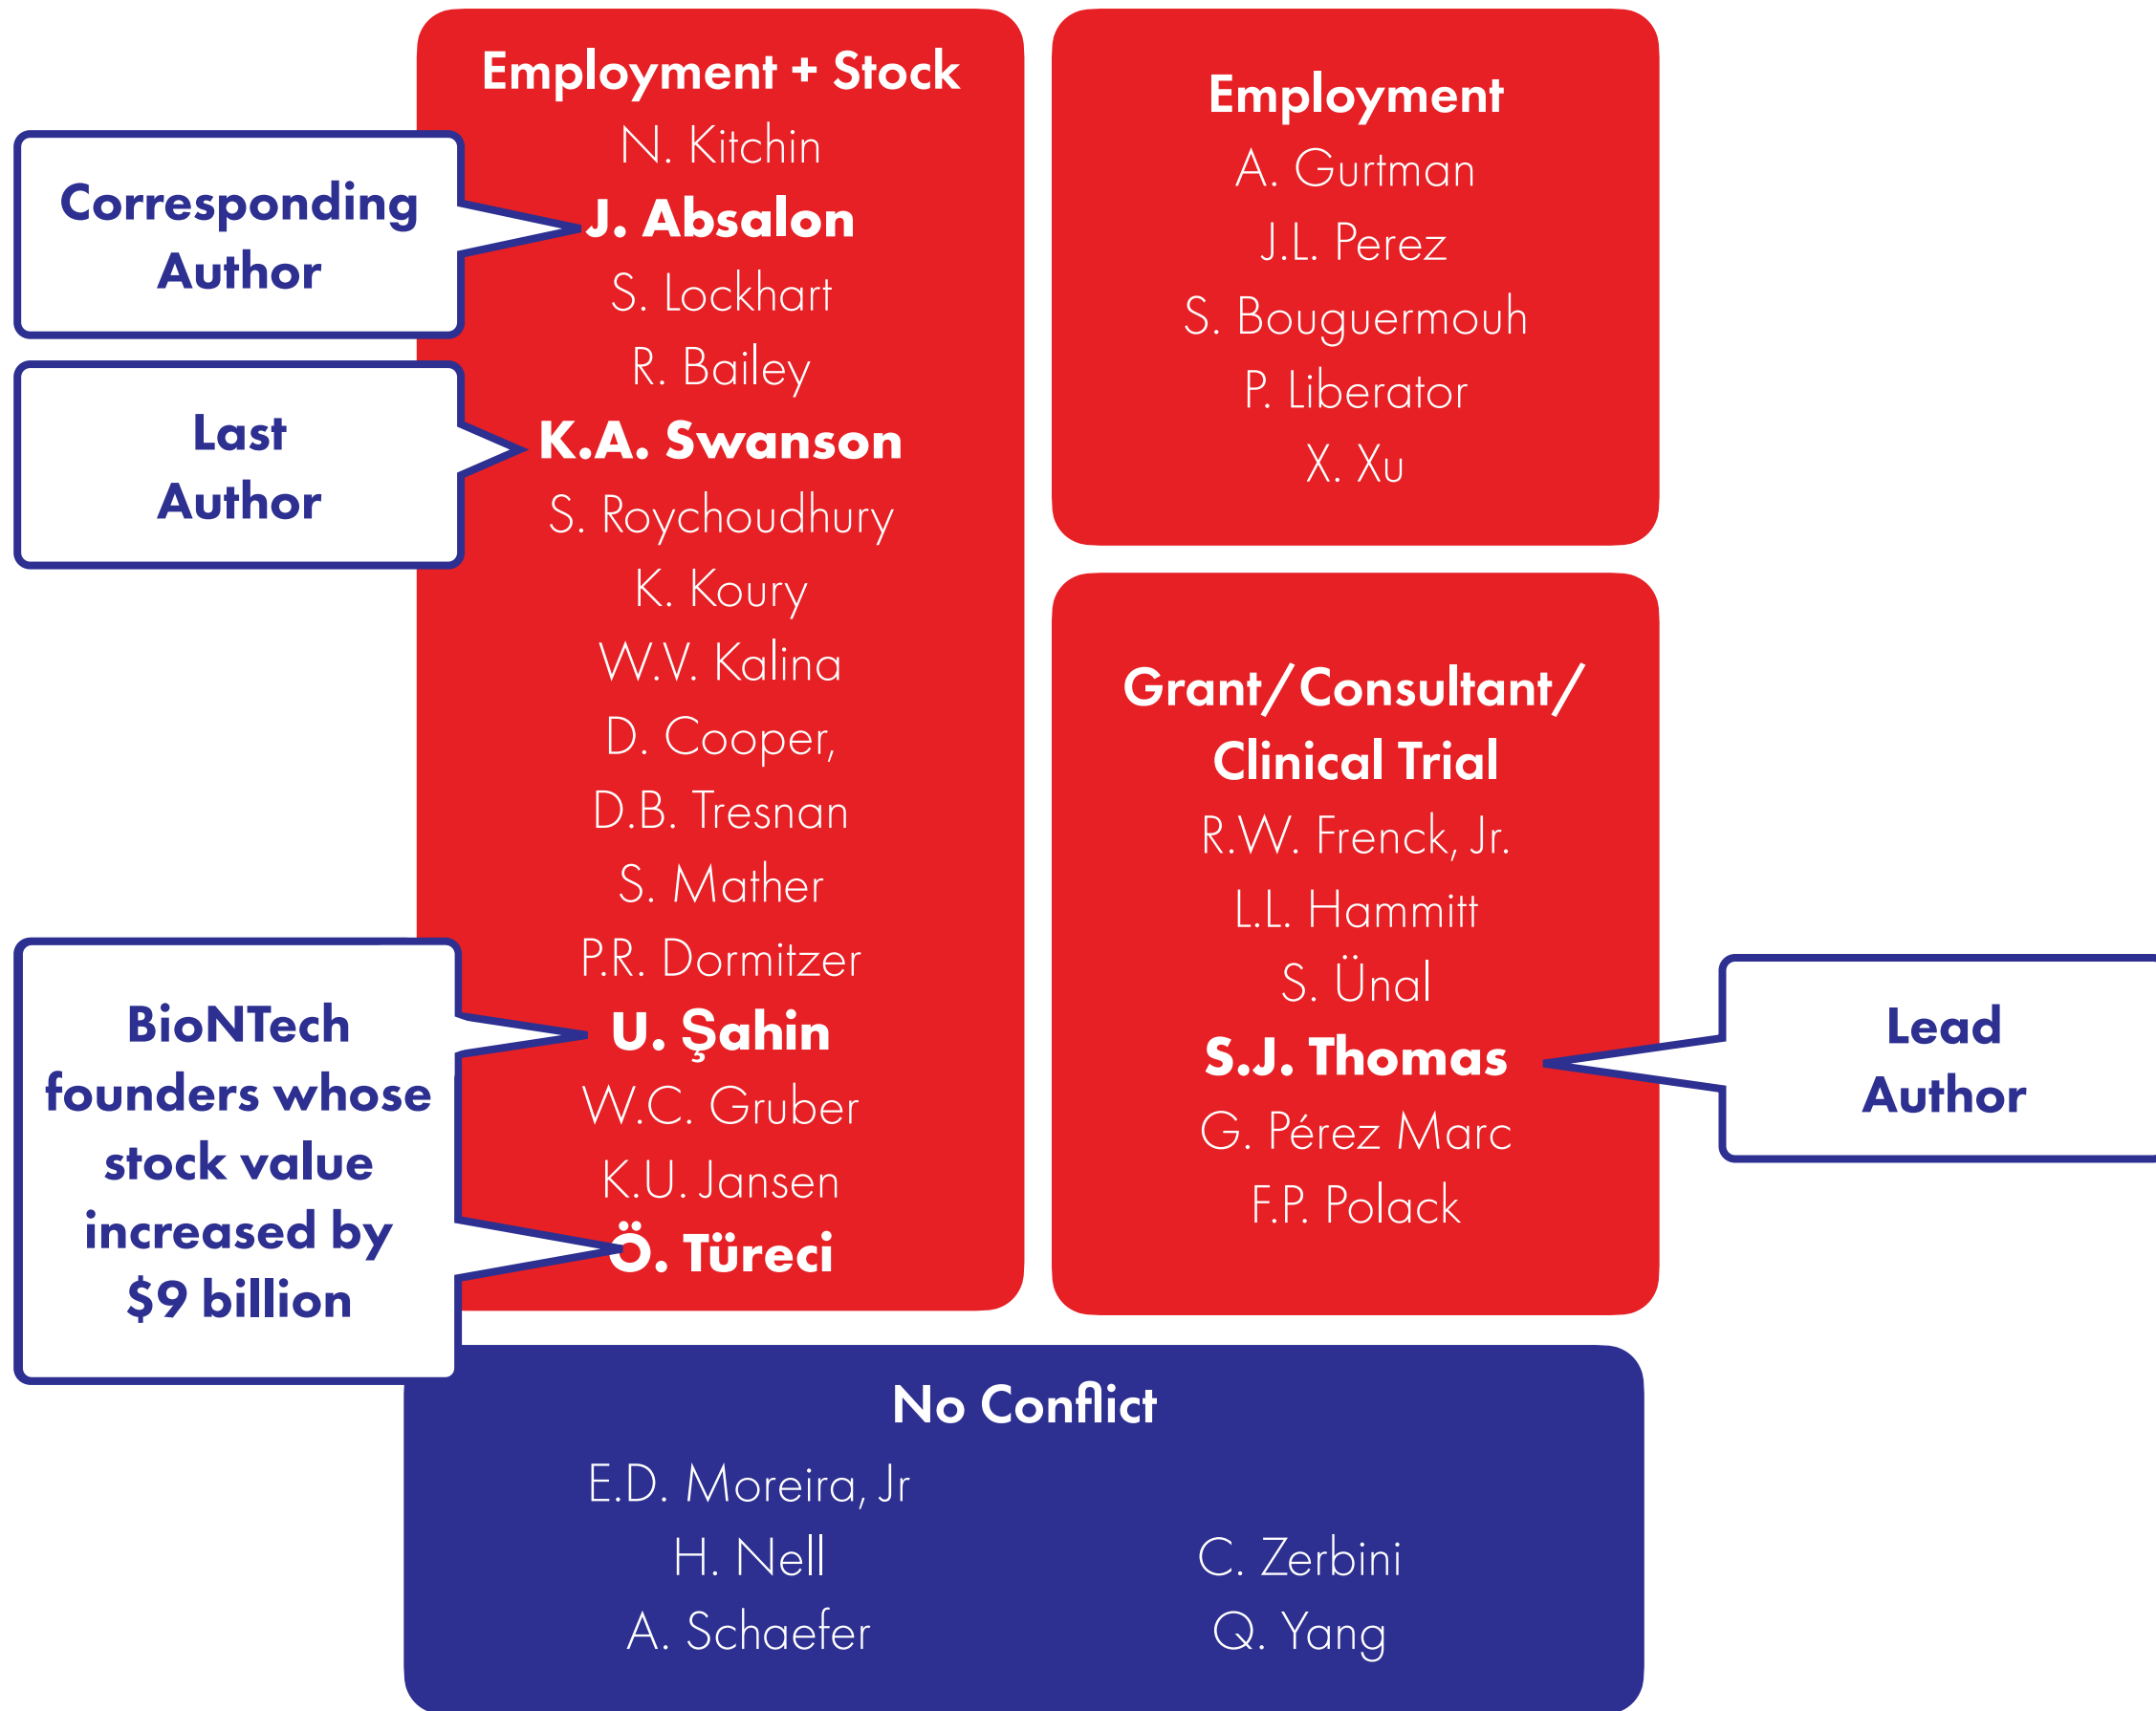 Employment + Stock
N. Kitchin
J. Absalon
S. Lockhart
R. Bailey
K.A. Swanson
S. Roychoudhury
K. Koury
W.V. Kalina
D. Cooper,
D.B. Tresnan
S. Mather
P.R. Dormitzer
U. Şahin
W.C. Gruber
K.U. Jansen
Ö. Türeci
Corresponding
Author
Last
Author
BioNTech
founders whose
stock value
increased by
$9 billion
Employment
A. Gurtman
J.L. Perez
S. Bouguermouh
P. Liberator
X. Xu
Grant/Consultant/
Clinical Trial
R.W. Frenck, Jr.
L.L. Hammitt
S. Ünal
S.J. Thomas
G. Pérez Marc
F.P. Polack
Lead
Author
No Conflict
E.D. Moreira, Jr
H. Nell
A. Schaefer
C. Zerbini
Q. Yang